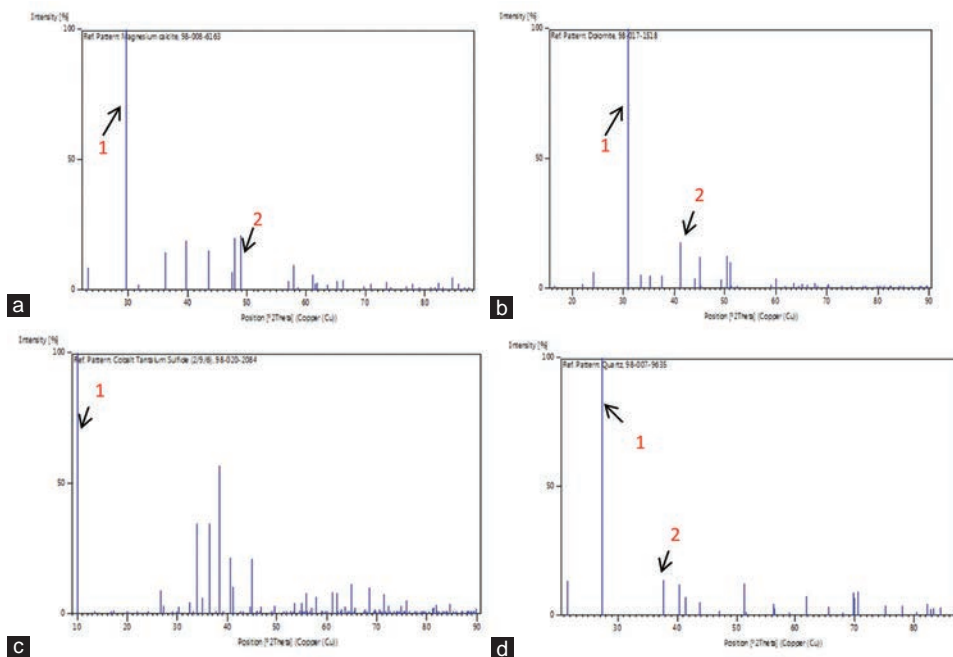 Intensity [%]
100
Ref. Pattern: Magnesium calcite, 98-008-6163
1
50
2
0
30 40 50 60 70 80
Position [°2Theta] (Copper (Cu))
a
Intensity [%]
100
Ref. Pattern: Dolomite, 98-017-1518
1
50
2
0
20 30 40 50 60 70 80 90
Position [°2Theta] (Copper (Cu))
b
Intensity [%]
100
Ref. Pattern: Cobalt Tantalum Sulfide (2/9/6), 98-020-2084
1
50
0
10 20 30 40 50 60 70 80 90
Position [°2Theta] (Copper (Cu))
c
Intensity [%]
100
Ref. Pattern: Quartz, 98-007-9635
1
50
2
0
30 40 50 60 70 80
Position [°2Theta] (Copper (Cu))
d